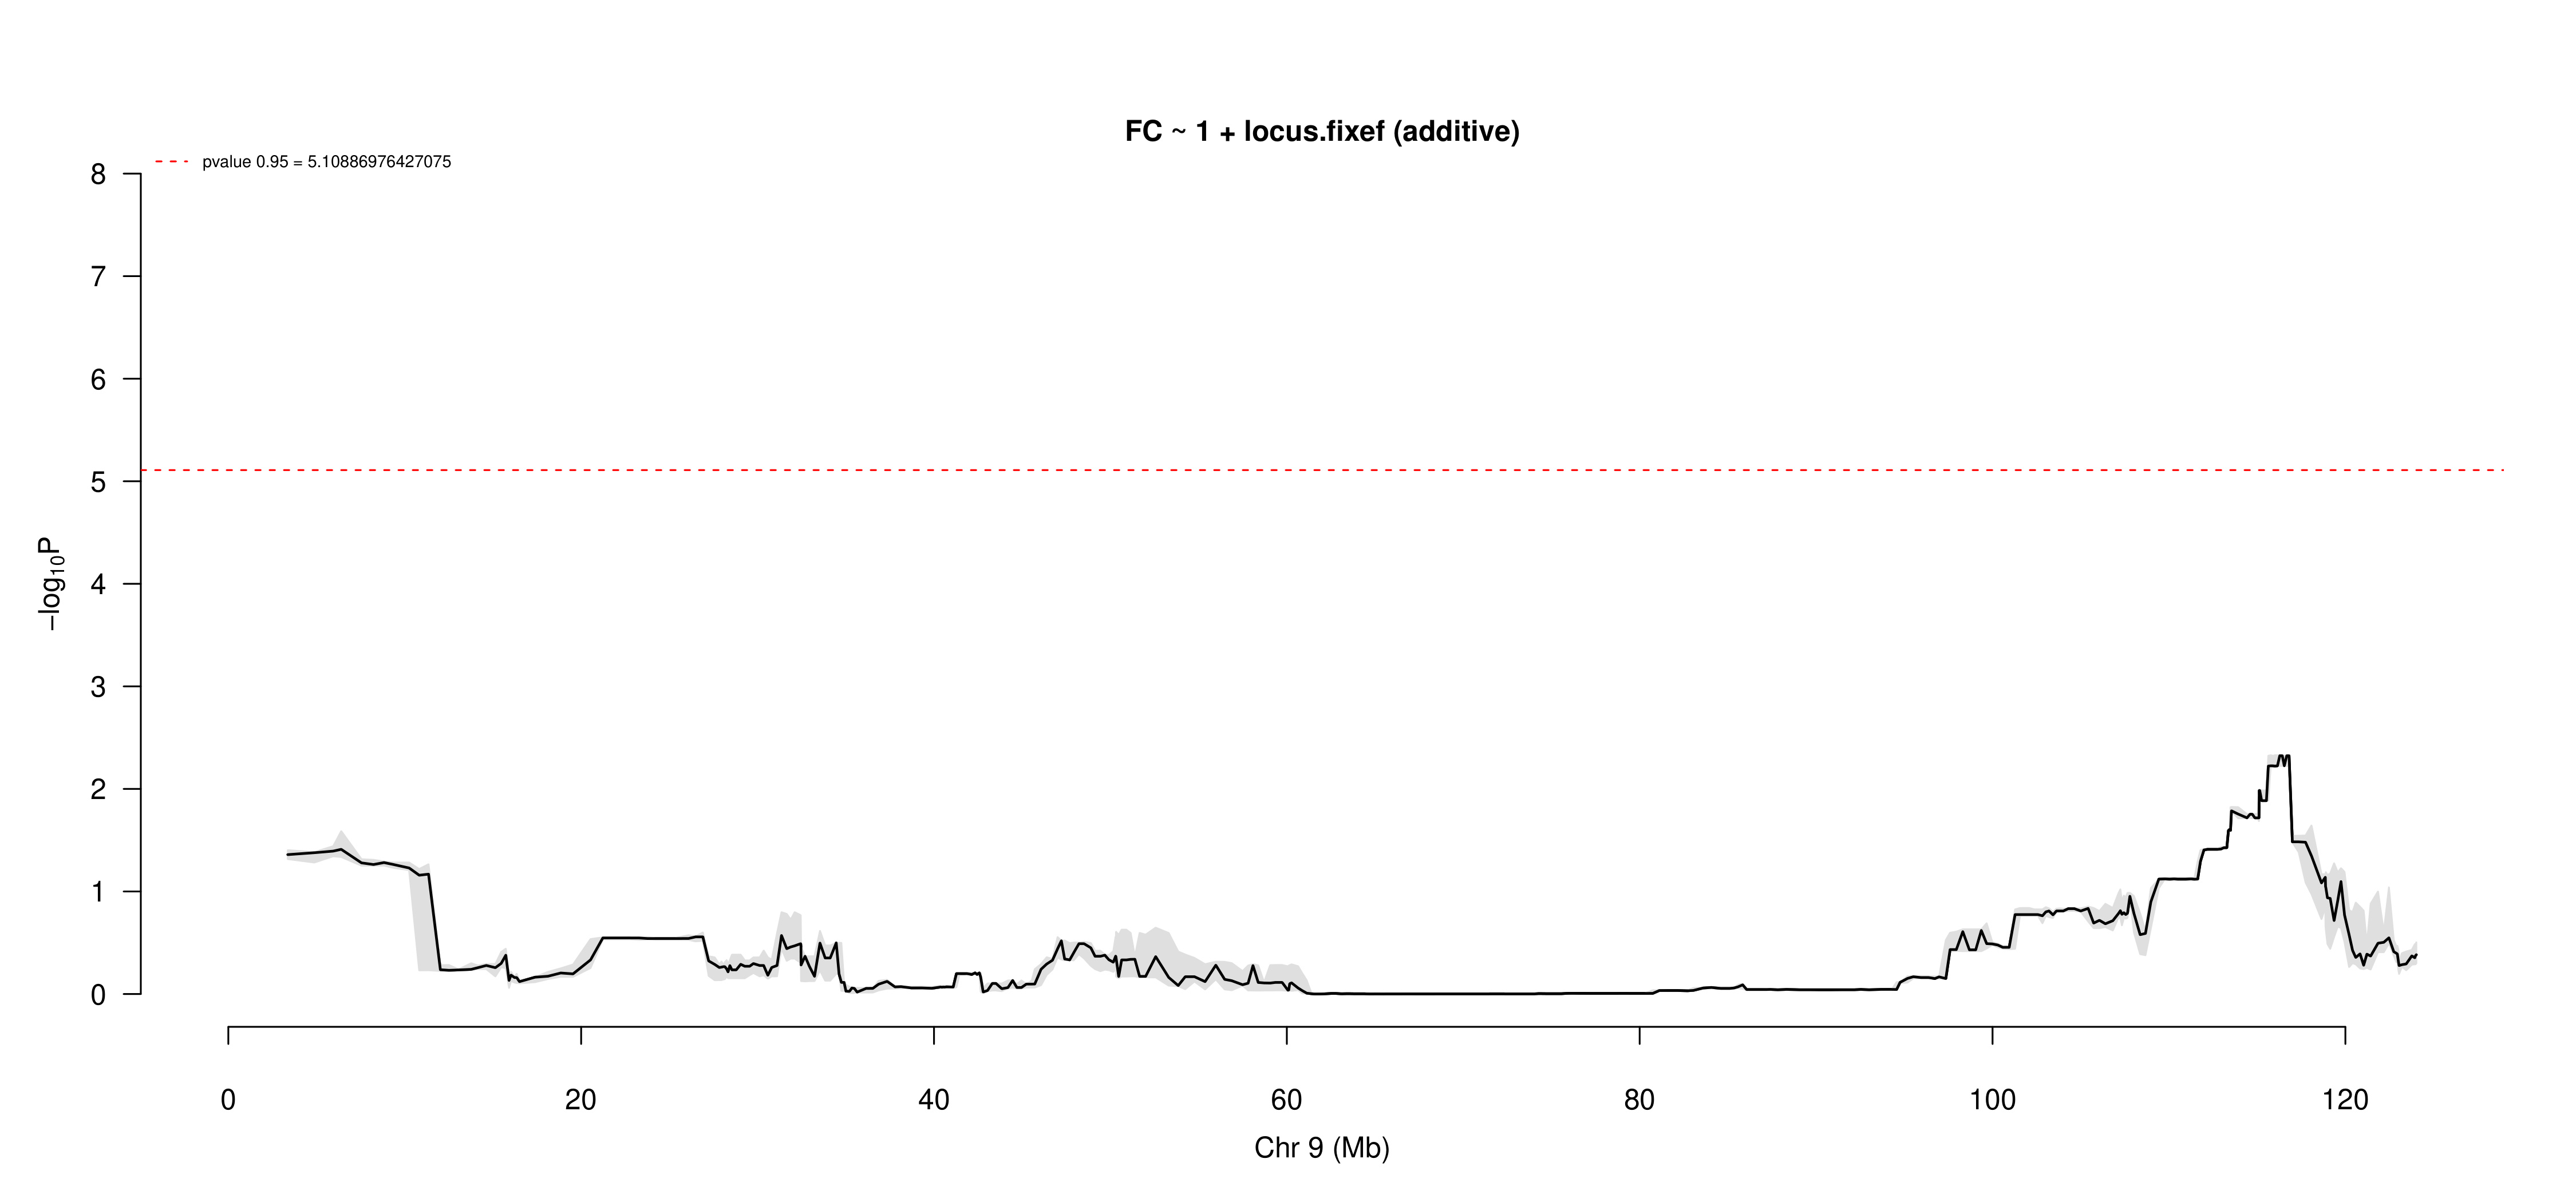 FC ~ 1 + locus.fixef (additive)
pvalue 0.95 = 5.10886976427075
8
7
6
5
4
3
2
1
0
−log10P
0 20 40 60 80 100 120
Chr 9 (Mb)